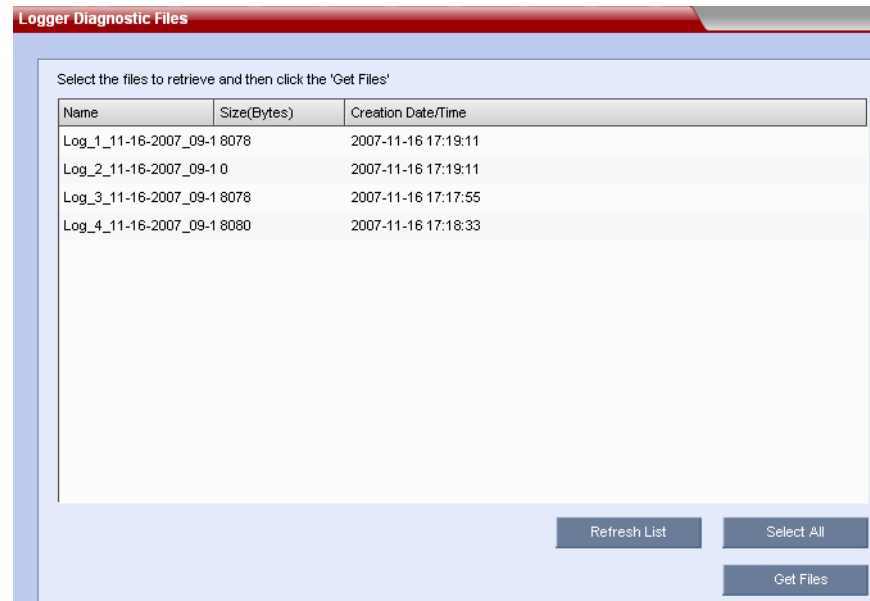 Logger Diagnostic Files
Select the files to retrieve and then click the 'Get Files'
Name Size(Bytes) Creation Date/Time
Log_1_11-16-2007_09-1 8078 2007-11-16 17:19:11
Log_2_11-16-2007_09-1 0 2007-11-16 17:19:11
Log_3_11-16-2007_09-1 8078 2007-11-16 17:17:55
Log_4_11-16-2007_09-1 8080 2007-11-16 17:18:33
Refresh List Select All
Get Files